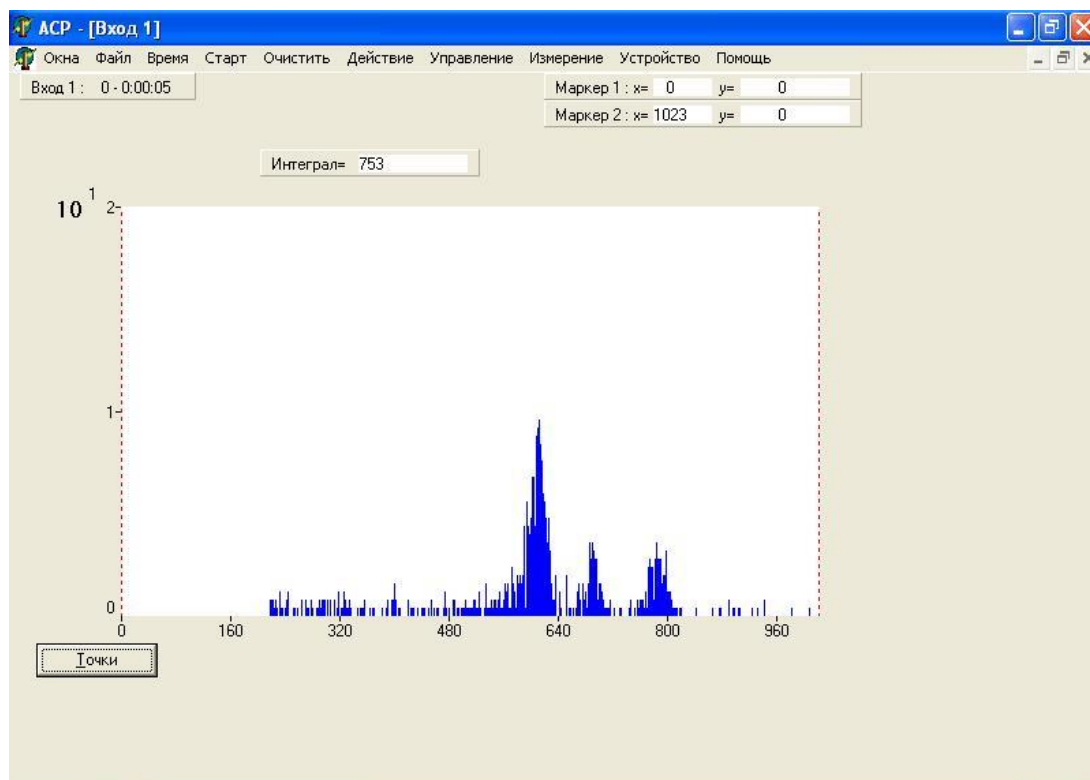 АСР - [Вход 1]
Окна Файл Время Старт Очистить Действие Управление Измерение Устройство Помощь
Вход 1 : 0 - 0:00:05
Маркер 1 : x= 0 y= 0
Маркер 2 : x= 1023 y= 0
Интеграл= 753
10 1
2
1
0
0 160 320 480 640 800 960
Точки